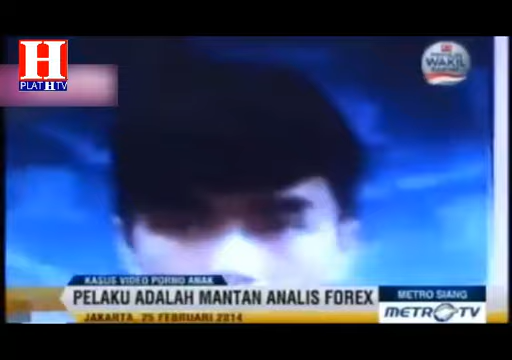 H
PLAT H TV
WAKIL
KASUS VIDEO PORNO ANAK
PELAKU ADALAH MANTAN ANALIS FOREX
METRO SIANG
JAKARTA, 25 FEBRUARI 2014
METRO TV